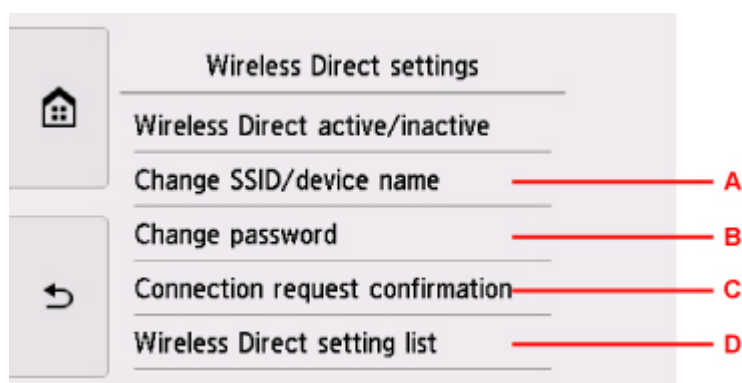 Wireless Direct settings
Wireless Direct active/inactive
Change SSID/device name
A
Change password
B
Connection request confirmation
C
Wireless Direct setting list
D